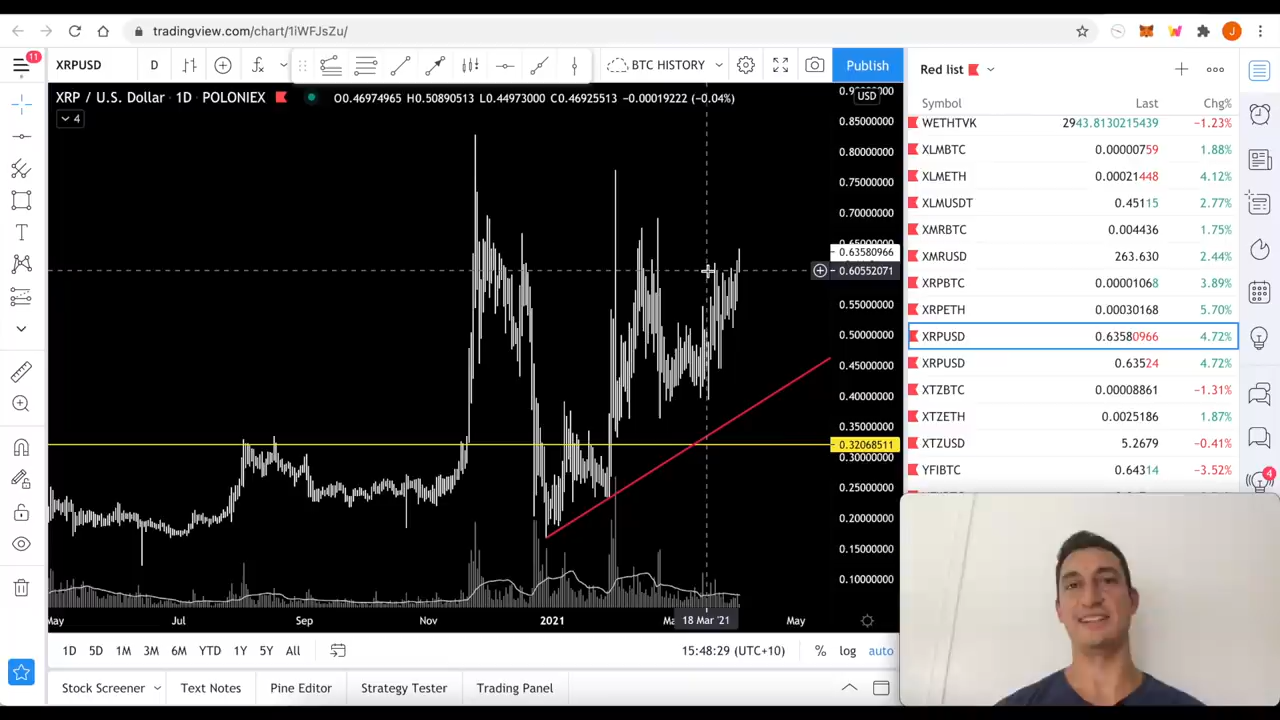 tradingview.com/chart/1iWFJsZu/
J
11
XRPUSD
D
BTC HISTORY
Publish
Red list
XRP / U.S. Dollar • 1D • POLONIEX
O0.46974965 H0.50890513 L0.44973000 C0.46925513 −0.00019222 (−0.04%)
USD
4
Symbol Last Chg%
WETHTVK 2943.8130215439 −1.23%
XLMBTC 0.00000759 1.88%
XLMETH 0.00021448 4.12%
XLMUSDT 0.45115 2.77%
XMRBTC 0.004436 1.75%
XMRUSD 263.630 2.44%
XRPBTC 0.00001068 3.89%
XRPETH 0.00030168 5.70%
XRPUSD 0.63580966 4.72%
XRPUSD 0.63524 4.72%
XTZBTC 0.00008861 −1.31%
XTZETH 0.0025186 1.87%
XTZUSD 5.2679 −0.41%
YFIBTC 0.64314 −3.52%
4
0.85000000
0.80000000
0.75000000
0.70000000
0.63580966
0.60552071
0.55000000
0.50000000
0.45000000
0.40000000
0.35000000
0.32068511
0.30000000
0.25000000
0.20000000
0.15000000
0.10000000
May Jul Sep Nov 2021 18 Mar '21 May
1D 5D 1M 3M 6M YTD 1Y 5Y All
15:48:29 (UTC+10) % log auto
Stock Screener Text Notes Pine Editor Strategy Tester Trading Panel